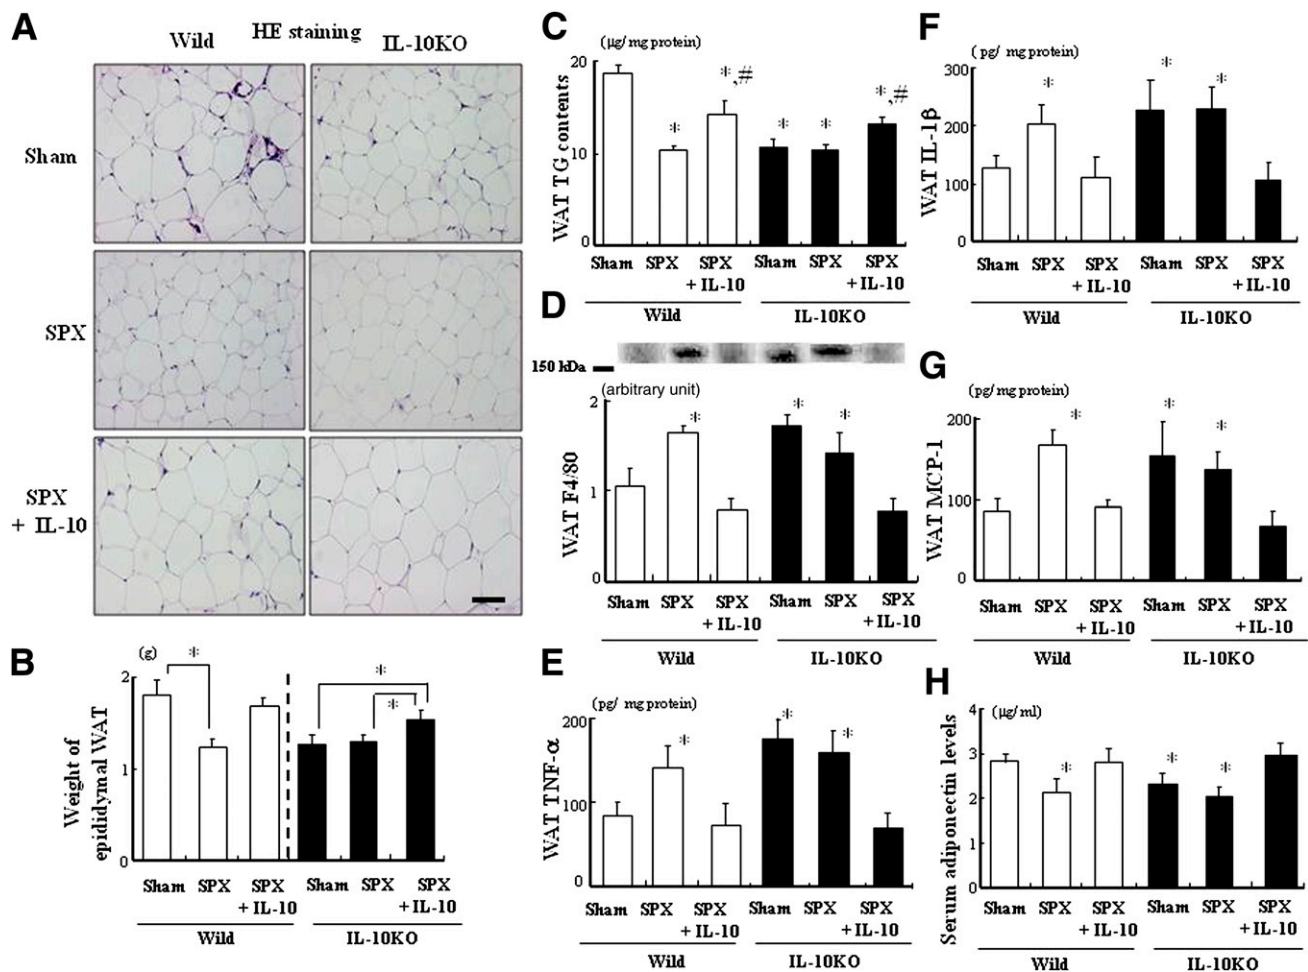 A
HE staining
Wild
IL-10KO
Sham
SPX
SPX
+ IL-10
B
(g)
*
*
*
2
1
0
Weight of
epididymal WAT
Sham SPX SPX Sham SPX SPX
+ IL-10 + IL-10
Wild IL-10KO
C
(µg/mg protein)
20
10
0
WAT TG contents
* *,# * * *,#
Sham SPX SPX Sham SPX SPX
+ IL-10 + IL-10
Wild IL-10KO
D
150 kDa
(arbitrary unit)
2
1
0
WAT F4/80
* * *
Sham SPX SPX Sham SPX SPX
+ IL-10 + IL-10
Wild IL-10KO
E
(pg/ mg protein)
200
100
0
WAT TNF-α
* * *
Sham SPX SPX Sham SPX SPX
+ IL-10 + IL-10
Wild IL-10KO
F
( pg/ mg protein)
300
200
100
0
WAT IL-1β
* * *
Sham SPX SPX Sham SPX SPX
+ IL-10 + IL-10
Wild IL-10KO
G
(pg/ mg protein)
200
100
0
WAT MCP-1
* * *
Sham SPX SPX Sham SPX SPX
+ IL-10 + IL-10
Wild IL-10KO
H
(µg/ml)
4
3
2
1
0
Serum adiponectin levels
* * *
Sham SPX SPX Sham SPX SPX
+ IL-10 + IL-10
Wild IL-10KO